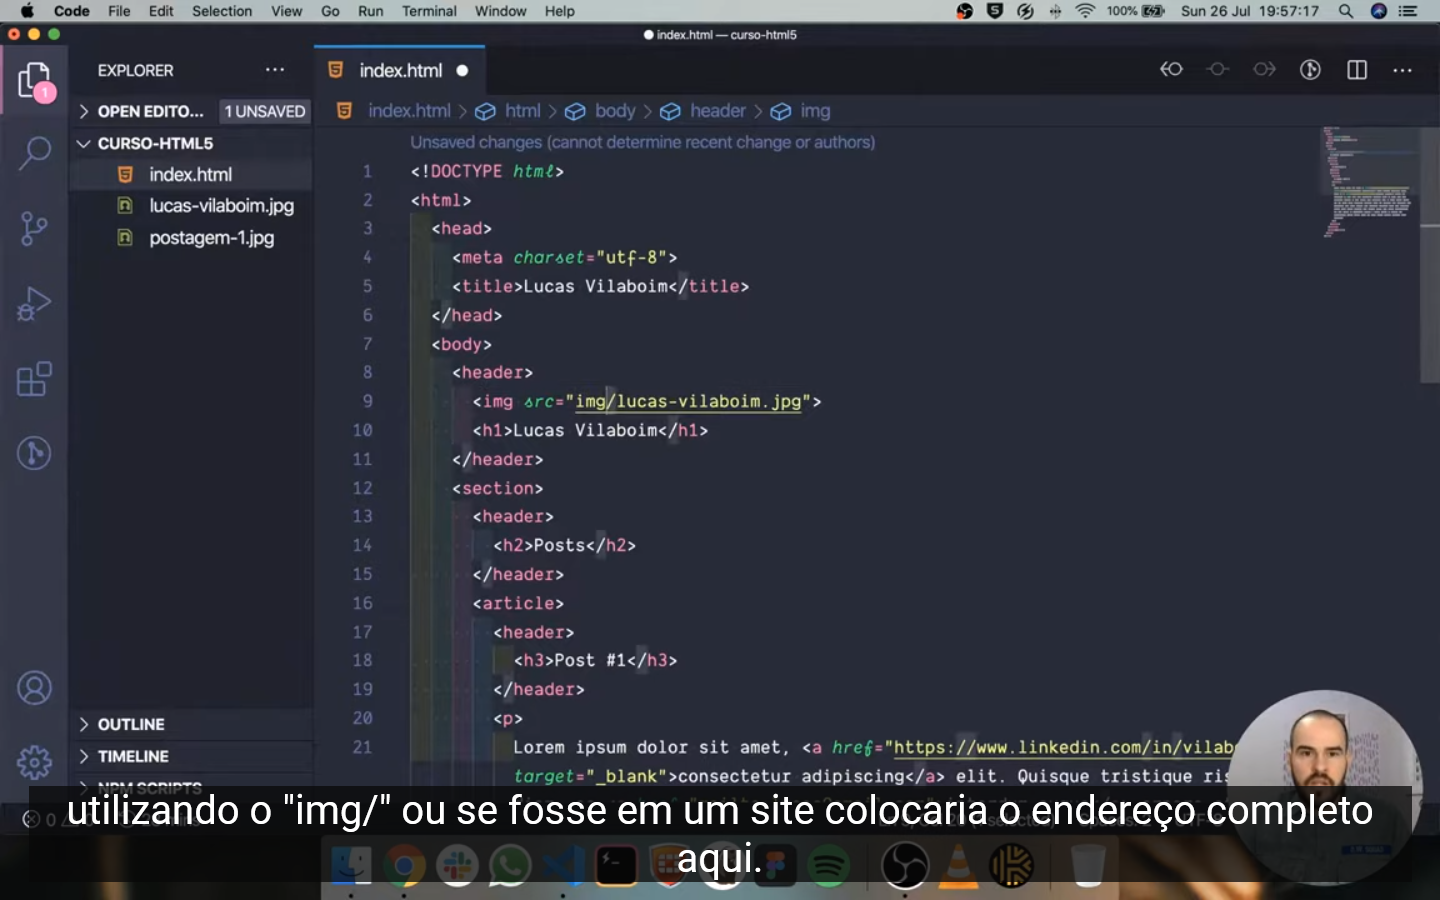 Code File Edit Selection View Go Run Terminal Window Help 100% Sun 26 Jul 19:57:17
index.html — curso-html5
EXPLORER
index.html
OPEN EDITO... 1 UNSAVED
index.html > html > body > header > img
CURSO-HTML5
index.html
lucas-vilaboim.jpg
postagem-1.jpg
1
OUTLINE
TIMELINE
NPM SCRIPTS
Unsaved changes (cannot determine recent change or authors)
1 <!DOCTYPE html>
2 <html>
3 <head>
4 <meta charset="utf-8">
5 <title>Lucas Vilaboim</title>
6 </head>
7 <body>
8 <header>
9 <img src="img/lucas-vilaboim.jpg">
10 <h1>Lucas Vilaboim</h1>
11 </header>
12 <section>
13 <header>
14 <h2>Posts</h2>
15 </header>
16 <article>
17 <header>
18 <h3>Post #1</h3>
19 </header>
20 <p>
21 Lorem ipsum dolor sit amet, <a href="https://www.linkedin.com/in/vilab
target="_blank">consectetur adipiscing</a> elit. Quisque tristique ris
utilizando o "img/" ou se fosse em um site colocaria o endereço completo
aqui.